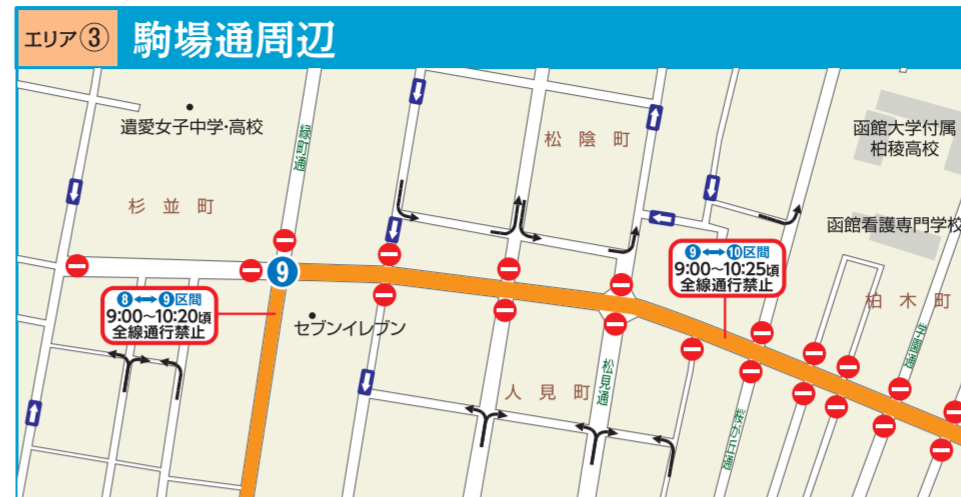 エリア③ 駒場通周辺
遺愛女子中学・高校
緑町通
松陰町
函館大学付属
柏稜高校
杉並町
函館看護専門学校
9
8↔9区間
9:00～10:20頃
全線通行禁止
セブンイレブン
9↔10区間
9:00～10:25頃
全線通行禁止
柏木町
学園通
人見町
松見通